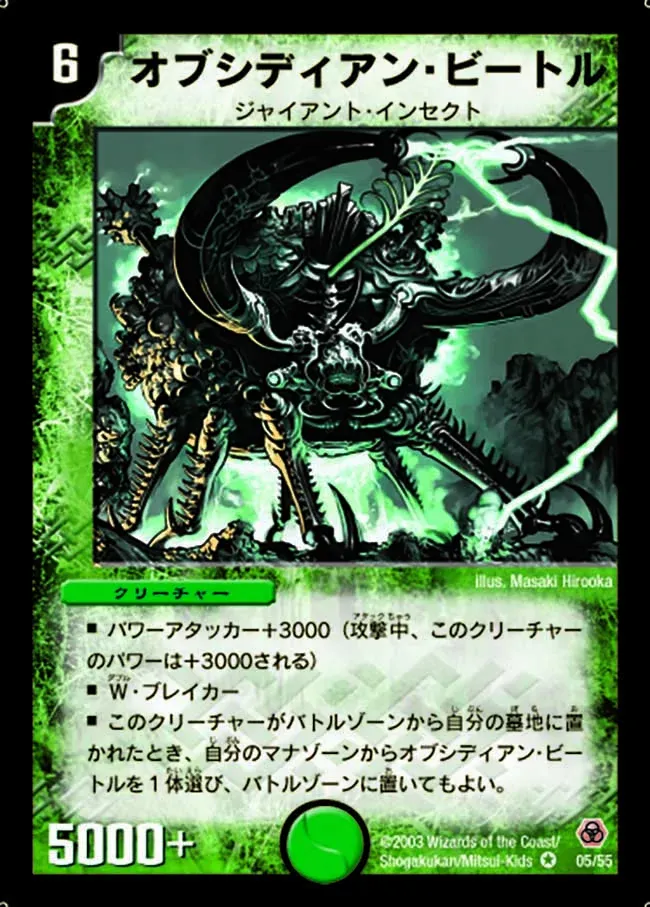 6
オブシディアン・ビートル
ジャイアント・インセクト
illus. Masaki Hirooka
クリーチャー
■ パワーアタッカー+3000（攻撃中、このクリーチャー
のパワーは+3000される）
■ W・ブレイカー
■ このクリーチャーがバトルゾーンから自分の墓地に置
かれたとき、自分のマナゾーンからオブシディアン・ビー
トルを1体選び、バトルゾーンに置いてもよい。
5000+
©2003 Wizards of the Coast/
Shogakukan/Mitsui-Kids
05/55